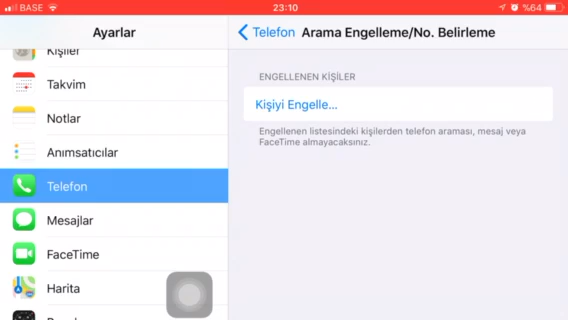 BASE 23:10 %64
Ayarlar
Telefon Arama Engelleme/No. Belirleme
Kişiler
Takvim
Notlar
Anımsatıcılar
Telefon
Mesajlar
FaceTime
Harita
ENGELLENEN KİŞİLER
Kişiyi Engelle...
Engellenen listesindeki kişilerden telefon araması, mesaj veya
FaceTime almayacaksınız.